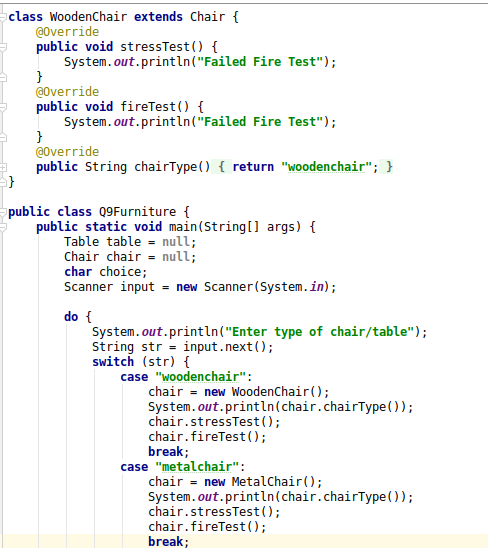 class WoodenChair extends Chair {
    @Override
    public void stressTest() {
        System.out.println("Failed Fire Test");
    }
    @Override
    public void fireTest() {
        System.out.println("Failed Fire Test");
    }
    @Override
    public String chairType() { return "woodenchair"; }
}

public class Q9Furniture {
    public static void main(String[] args) {
        Table table = null;
        Chair chair = null;
        char choice;
        Scanner input = new Scanner(System.in);

        do {
            System.out.println("Enter type of chair/table");
            String str = input.next();
            switch (str) {
                case "woodenchair":
                    chair = new WoodenChair();
                    System.out.println(chair.chairType());
                    chair.stressTest();
                    chair.fireTest();
                    break;
                case "metalchair":
                    chair = new MetalChair();
                    System.out.println(chair.chairType());
                    chair.stressTest();
                    chair.fireTest();
                    break;